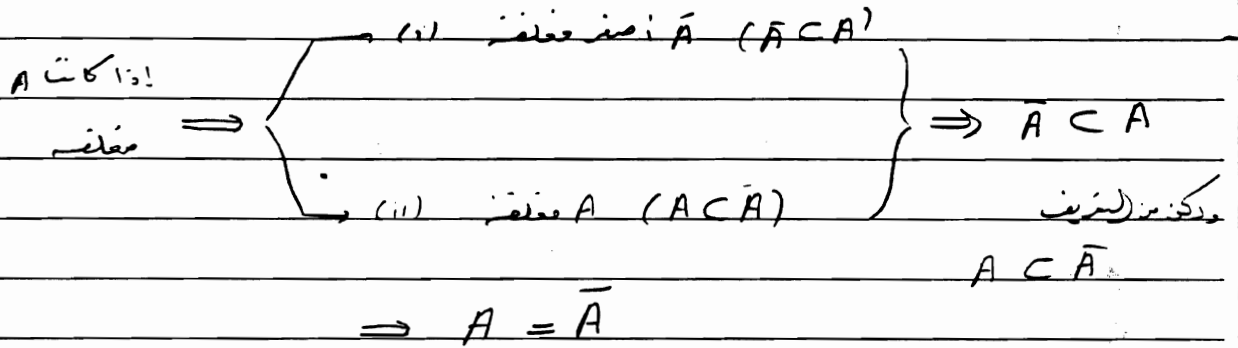 (i) Ā أصغر مغلقة (Ā ⊂ A)
إذا كانت A
مغلقة ⟹ ⟹ Ā ⊂ A
(ii) A مغلقة (A ⊂ Ā)
ولكن من التعريف
A ⊂ Ā
⟹ A = Ā